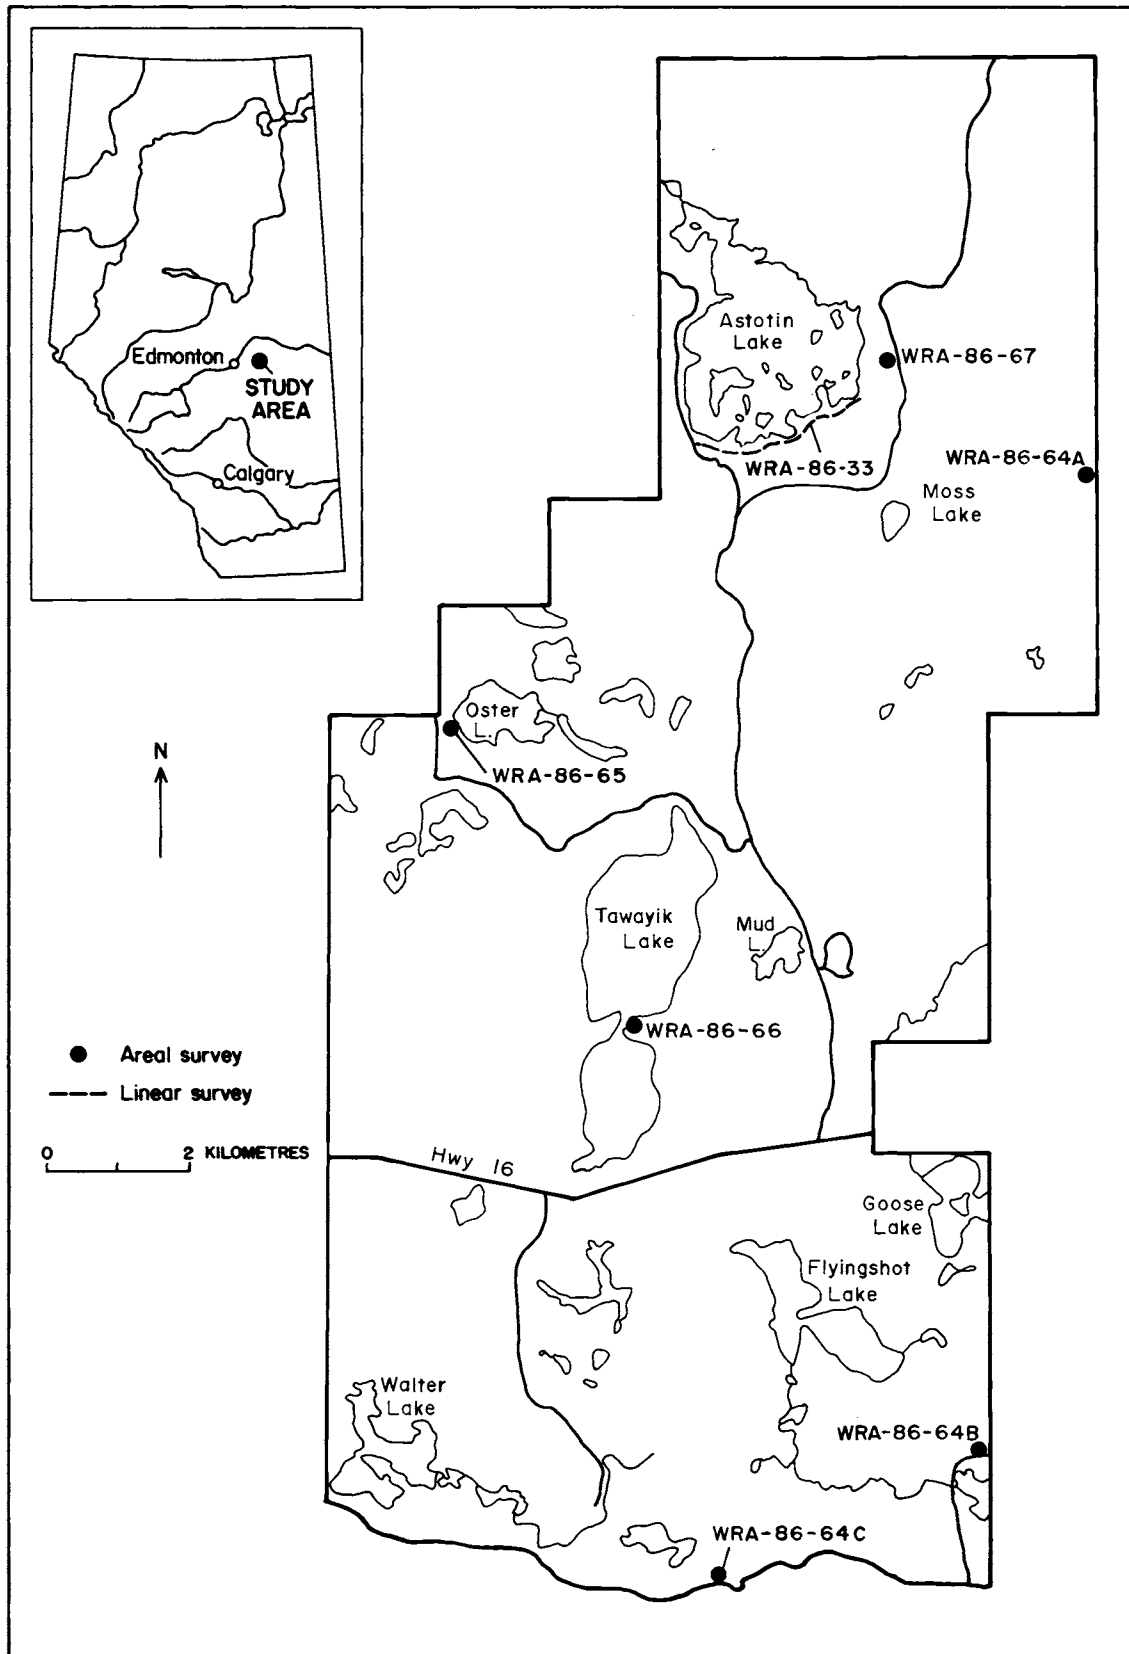 Edmonton
STUDY
AREA
Calgary
Astotin
Lake
WRA-86-67
WRA-86-33
WRA-86-64A
Moss
Lake
Oster
L.
WRA-86-65
N
Tawayik
Lake
Mud
L.
WRA-86-66
Areal survey
Linear survey
0 2 KILOMETRES
Hwy 16
Goose
Lake
Flyingshot
Lake
Walter
Lake
WRA-86-64B
WRA-86-64C